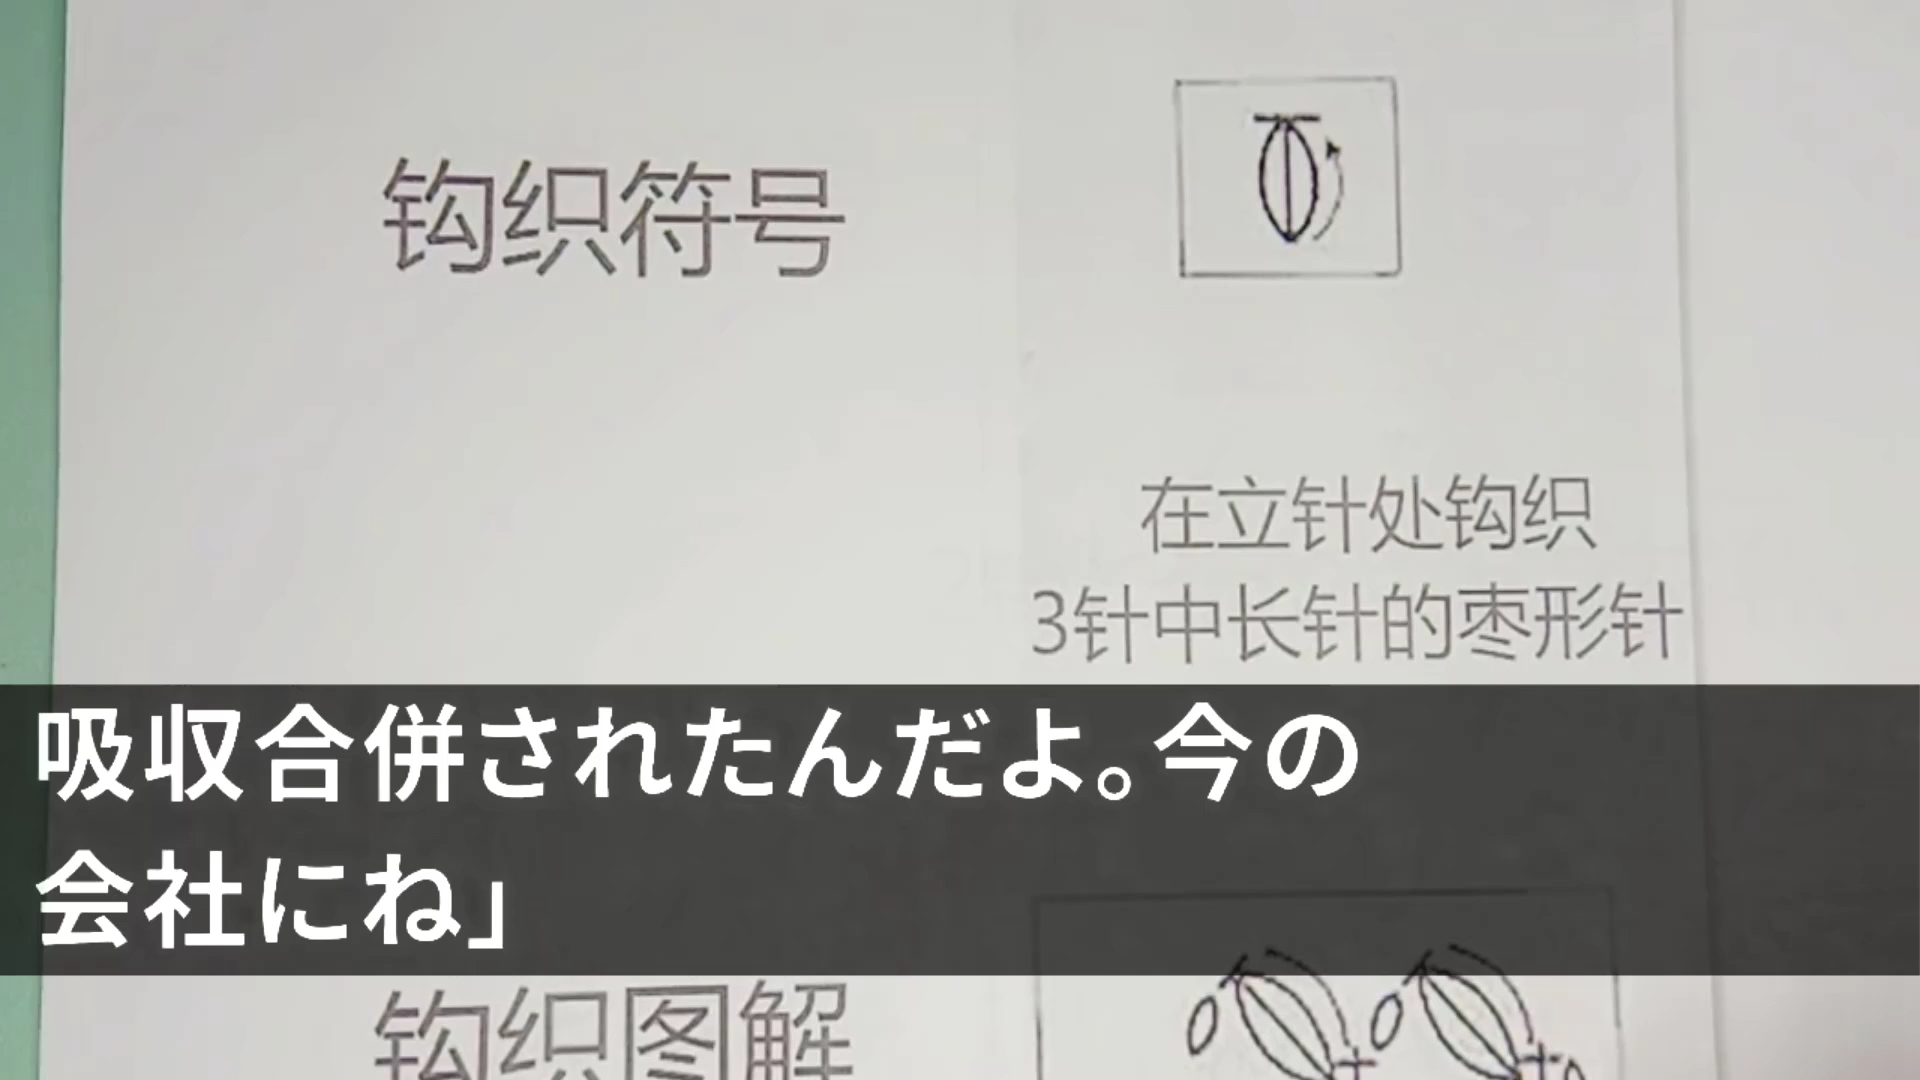 钩织符号
在立针处钩织
3针中长针的枣形针
吸収合併されたんだよ。今の
会社にね」
钩织图解